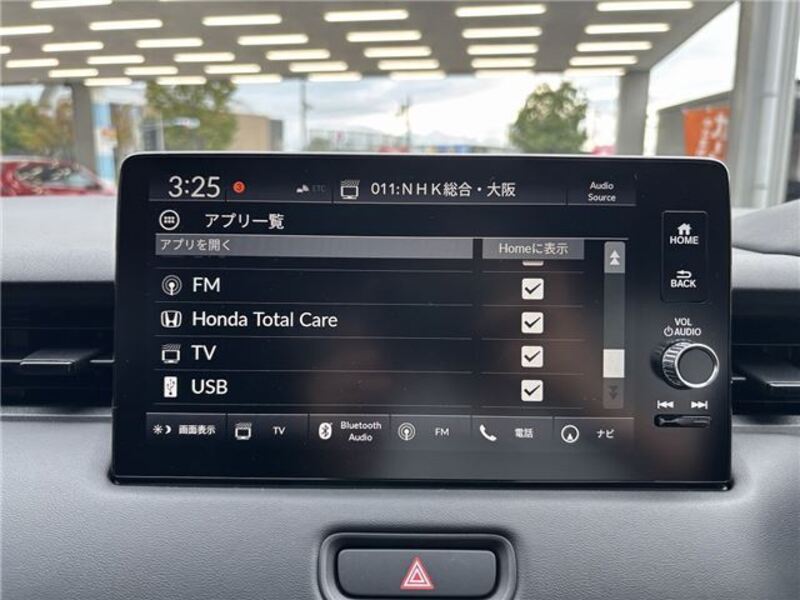 3:25
3
ETC
011:NHK総合・大阪
Audio
Source
アプリ一覧
アプリを開く
Homeに表示
FM
Honda Total Care
TV
USB
画面表示
TV
Bluetooth
Audio
FM
電話
ナビ
HOME
BACK
VOL
AUDIO